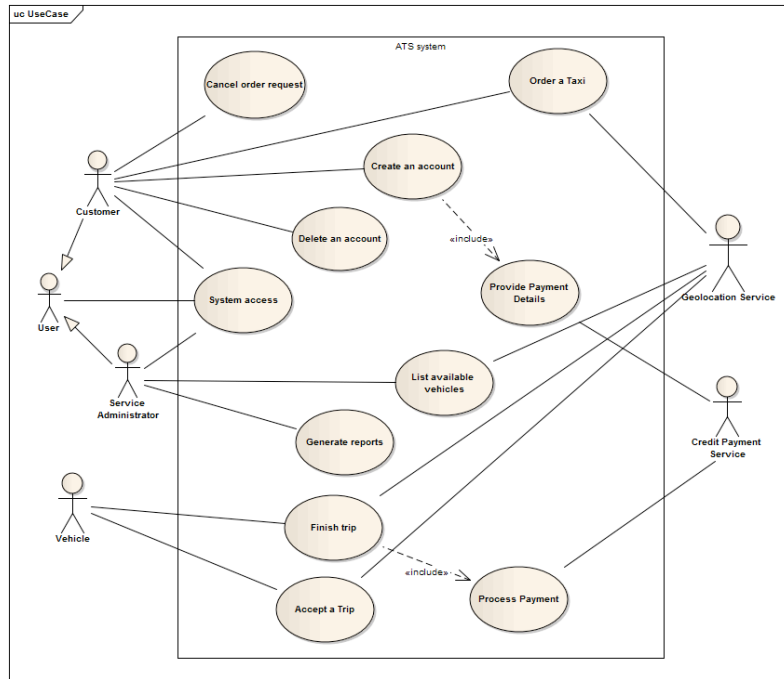 uc UseCase
ATS system
Cancel order request
Order a Taxi
Create an account
Customer
Delete an account
«include»
Provide Payment
Details
Geolocation Service
System access
User
Service
Administrator
List available
vehicles
Generate reports
Credit Payment
Service
Finish trip
Vehicle
«include»
Process Payment
Accept a Trip